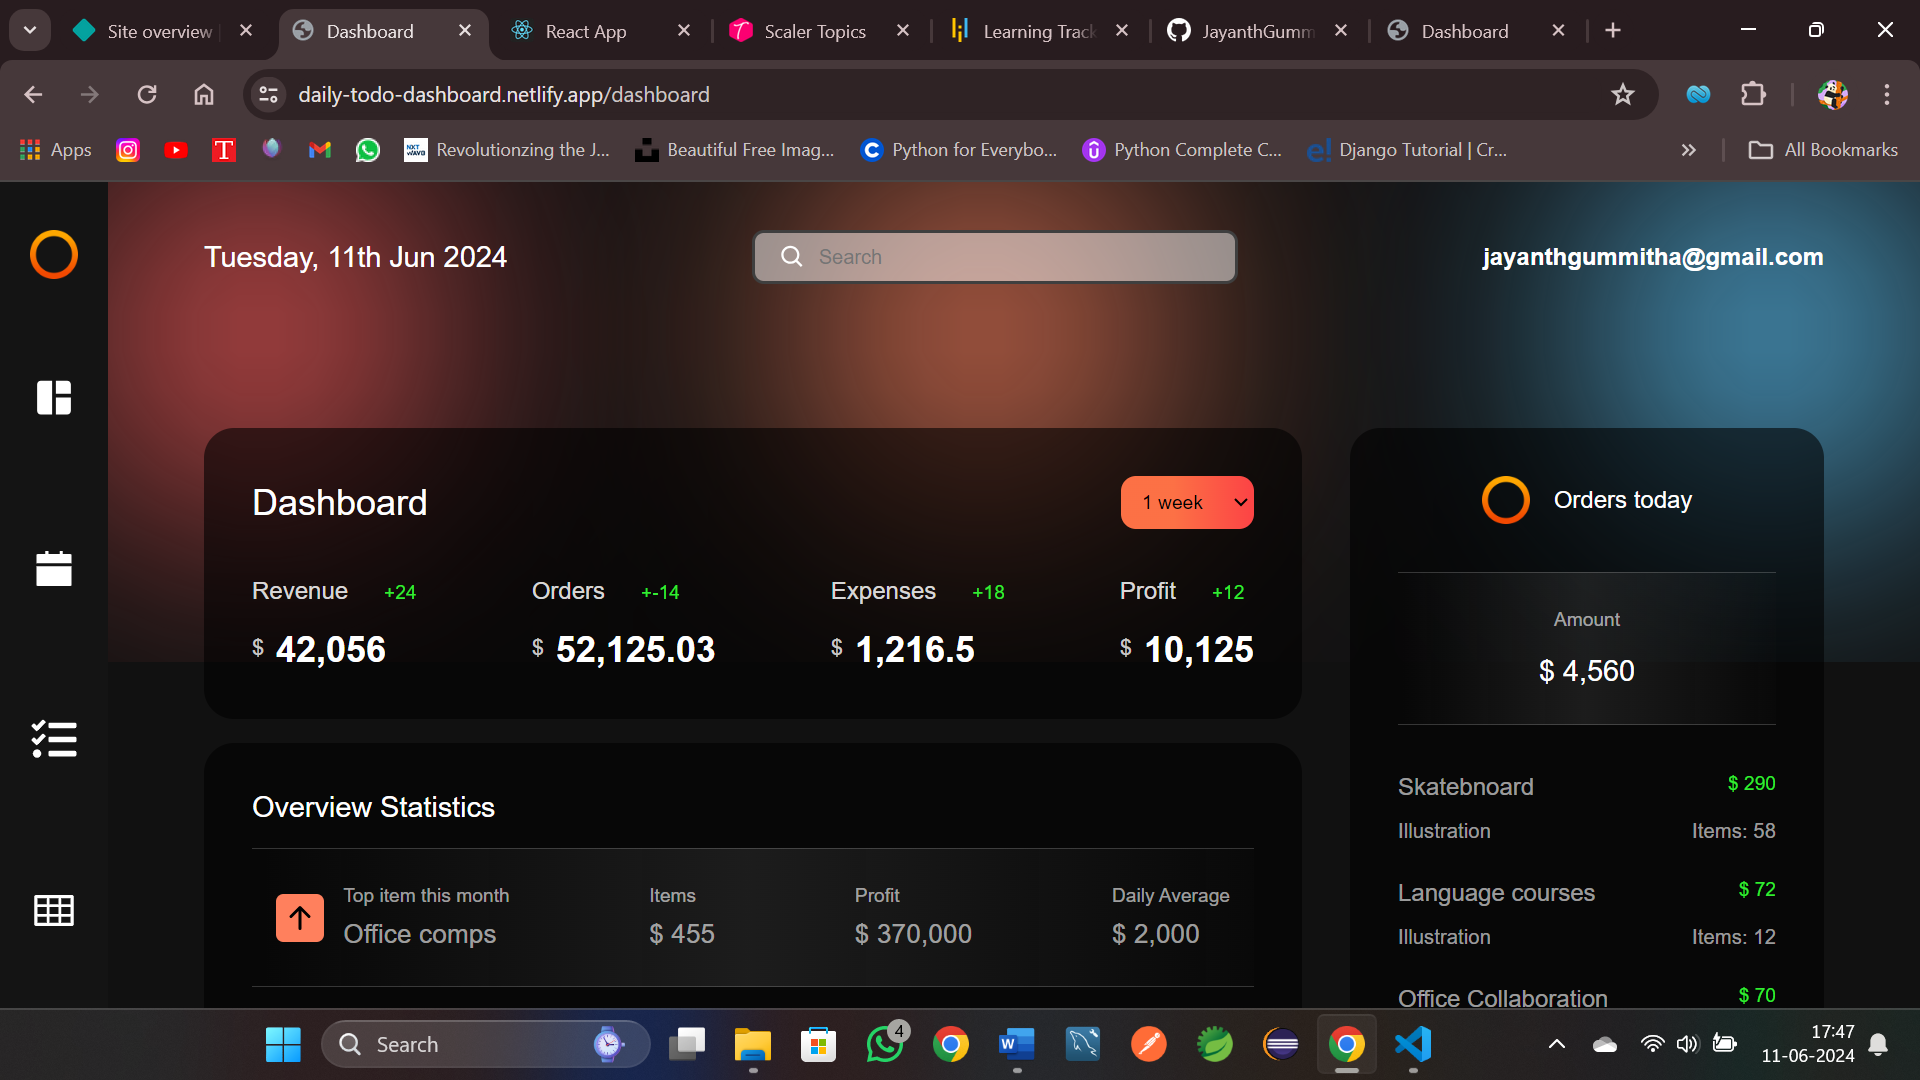 Site overview
Dashboard
React App
Scaler Topics
Learning Track
JayanthGumm
Dashboard
daily-todo-dashboard.netlify.app/dashboard
Apps
T
NXT WAVE
Revolutionzing the J...
Beautiful Free Imag...
C
Python for Everybo...
Python Complete C...
e!
Django Tutorial | Cr...
All Bookmarks
Tuesday, 11th Jun 2024
Search
jayanthgummitha@gmail.com
Dashboard
1 week
Revenue +24
Orders +-14
Expenses +18
Profit +12
$ 42,056
$ 52,125.03
$ 1,216.5
$ 10,125
Overview Statistics
Top item this month
Items
Profit
Daily Average
Office comps
$ 455
$ 370,000
$ 2,000
Orders today
Amount
$ 4,560
Skatebnoard $ 290
Illustration Items: 58
Language courses $ 72
Illustration Items: 12
Office Collaboration $ 70
Search
4
W
17:47
11-06-2024